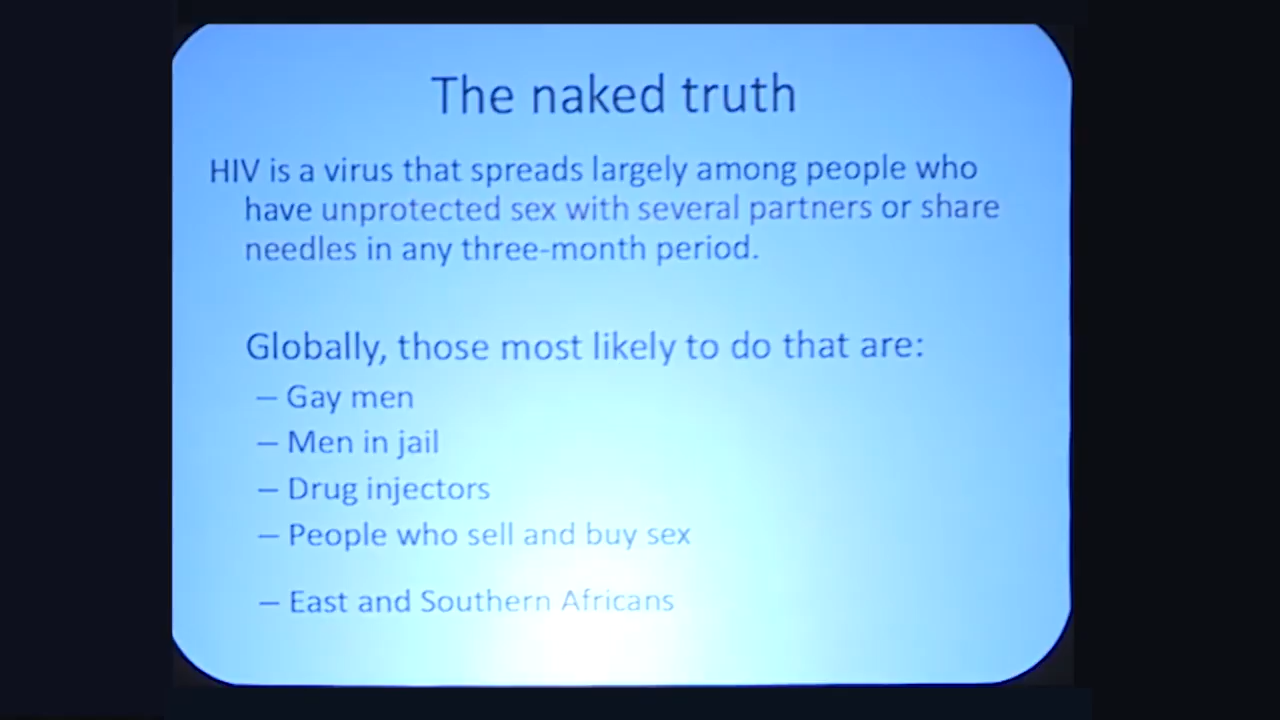 The naked truth
HIV is a virus that spreads largely among people who
have unprotected sex with several partners or share
needles in any three-month period.
Globally, those most likely to do that are:
– Gay men
– Men in jail
– Drug injectors
– People who sell and buy sex
– East and Southern Africans